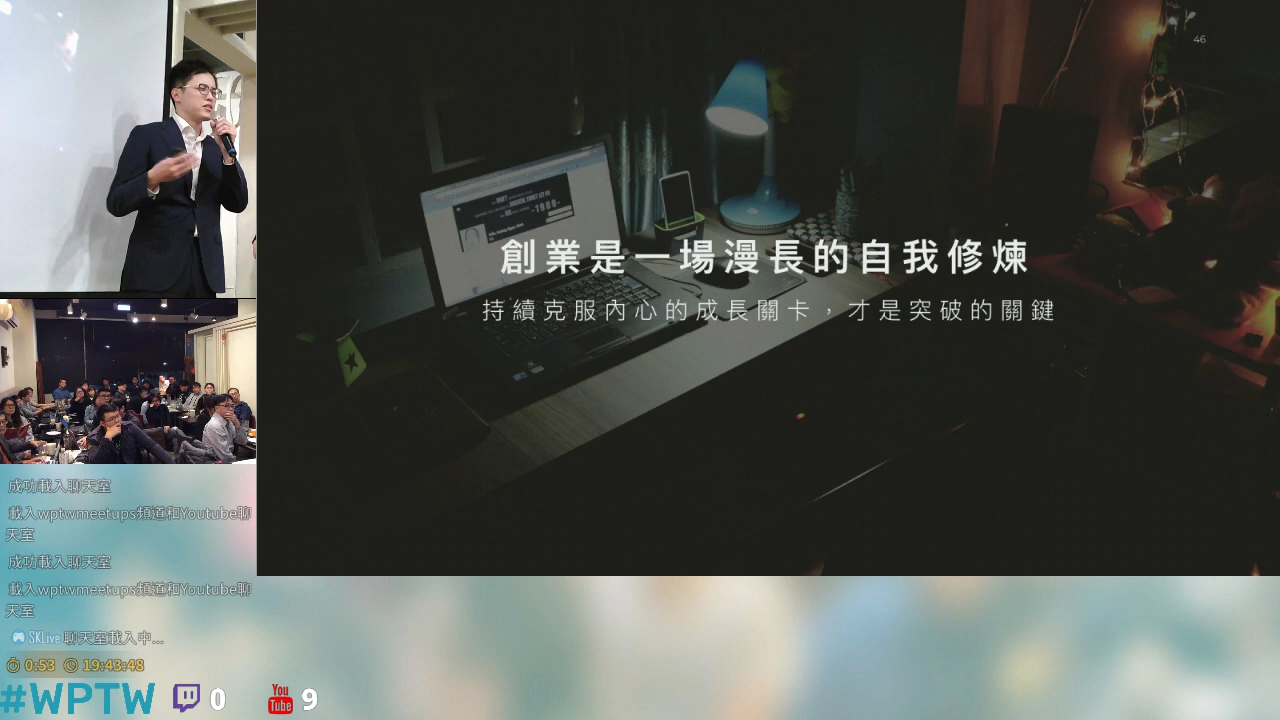 46
創業是一場漫長的自我修煉
持續克服內心的成長關卡，才是突破的關鍵
成功載入聊天室
載入wptwmeetups頻道和Youtube聊
天室
成功載入聊天室
載入wptwmeetups頻道和Youtube聊
天室
SKLive 聊天室載入中...
0:53 19:43:48
#WPTW 0 You Tube 9